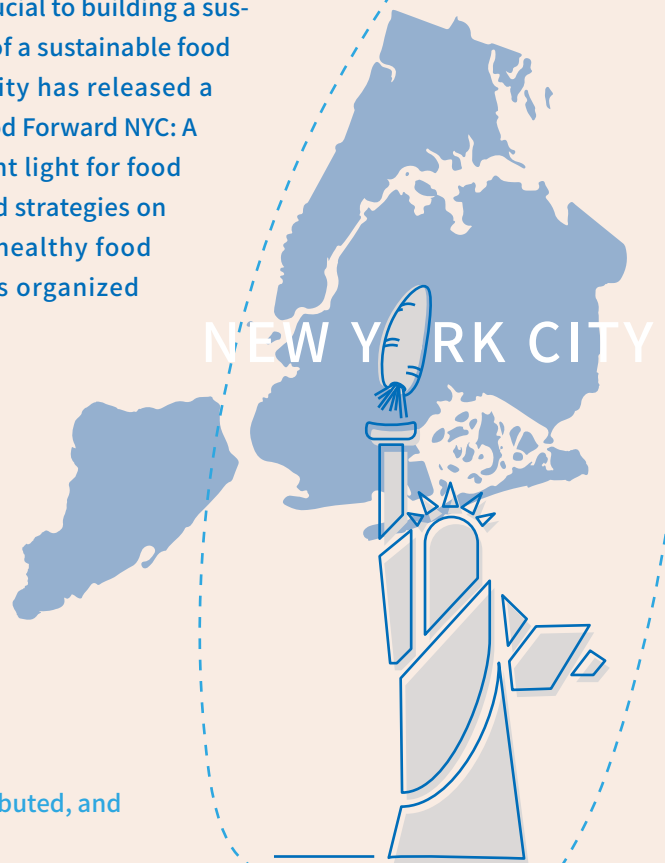 ucial to building a sus-
of a sustainable food
ity has released a
d Forward NYC: A
nt light for food
d strategies on
healthy food
s organized
NEW Y RK CITY
buted, and